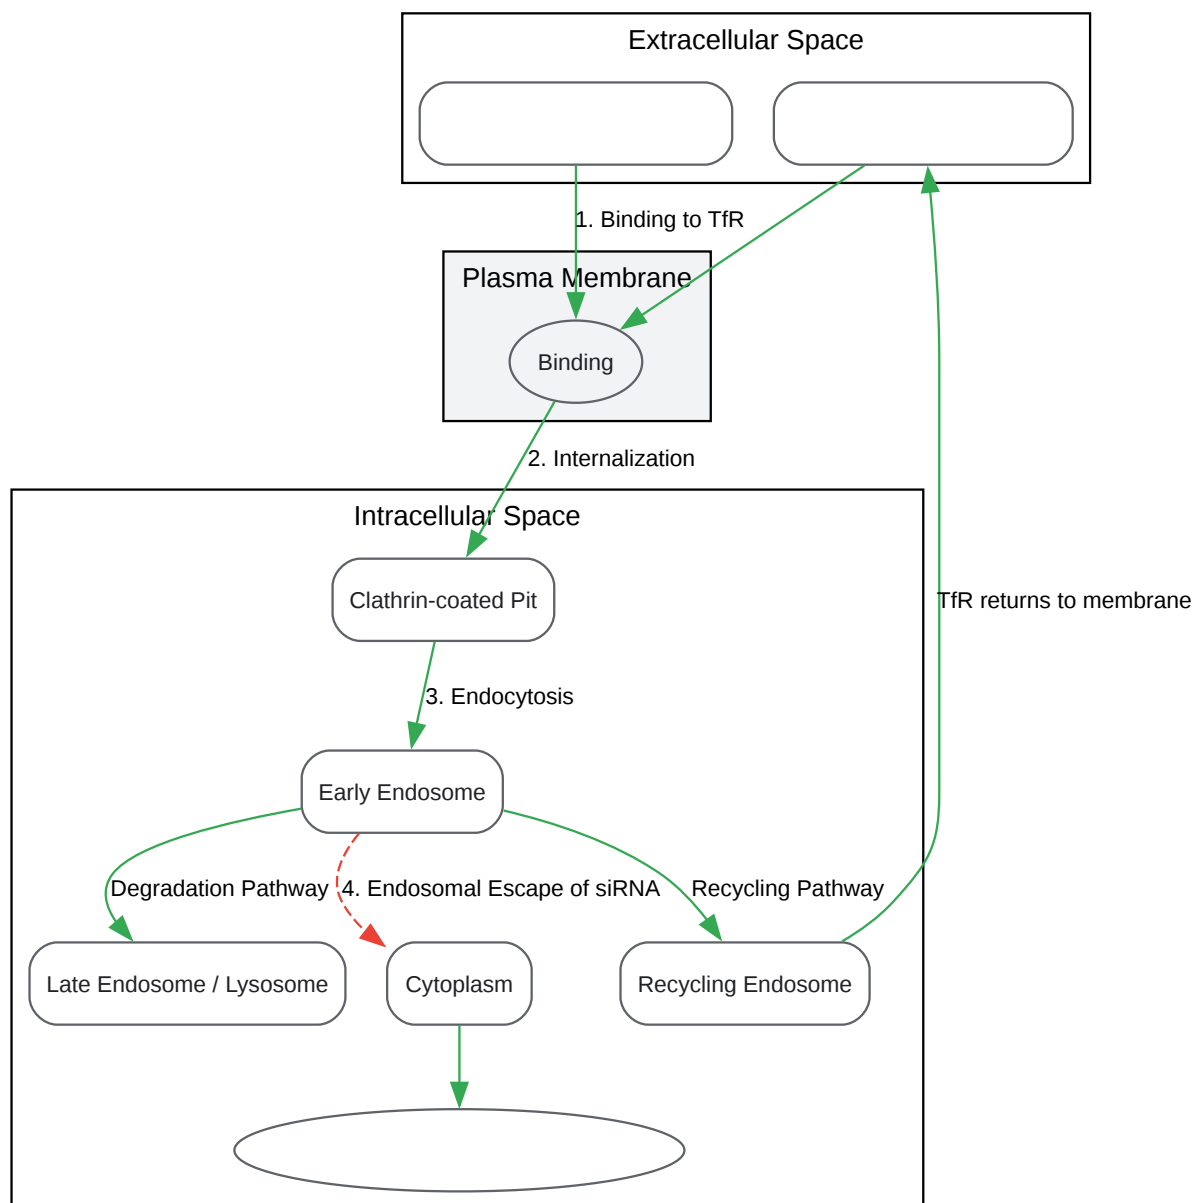 Extracellular Space
1. Binding to TfR
Plasma Membrane
Binding
2. Internalization
Intracellular Space
Clathrin-coated Pit
TfR returns to membrane
3. Endocytosis
Early Endosome
Degradation Pathway
4. Endosomal Escape of siRNA
Recycling Pathway
Late Endosome / Lysosome
Cytoplasm
Recycling Endosome